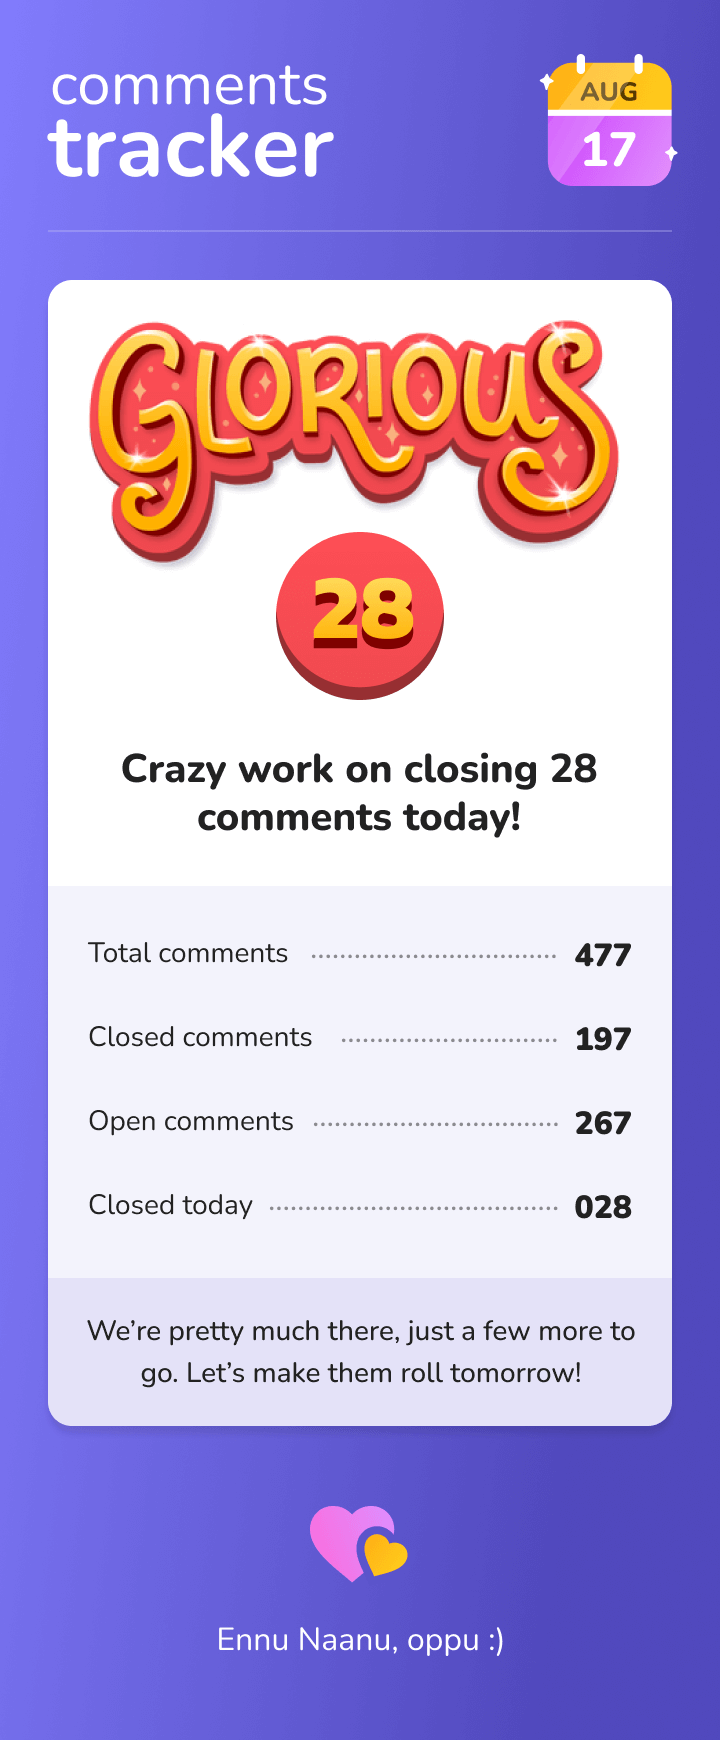 comments
tracker
AUG
17
GLORIOUS
28
Crazy work on closing 28
comments today!
Total comments 477
Closed comments 197
Open comments 267
Closed today 028
We’re pretty much there, just a few more to
go. Let’s make them roll tomorrow!
Ennu Naanu, oppu :)